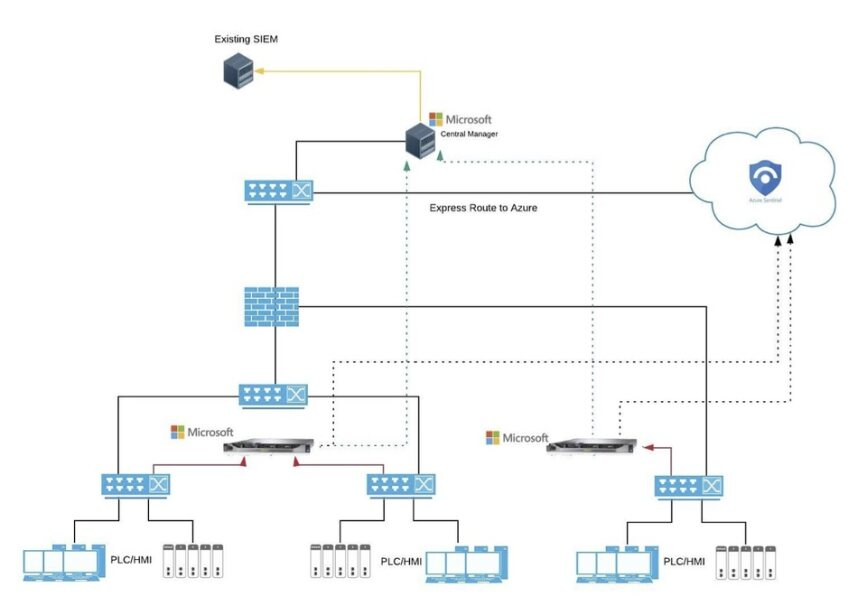 Existing SIEM
Microsoft
Central Manager
Azure Sentinel
Express Route to Azure
Microsoft
Microsoft
PLC/HMI
PLC/HMI
PLC/HMI